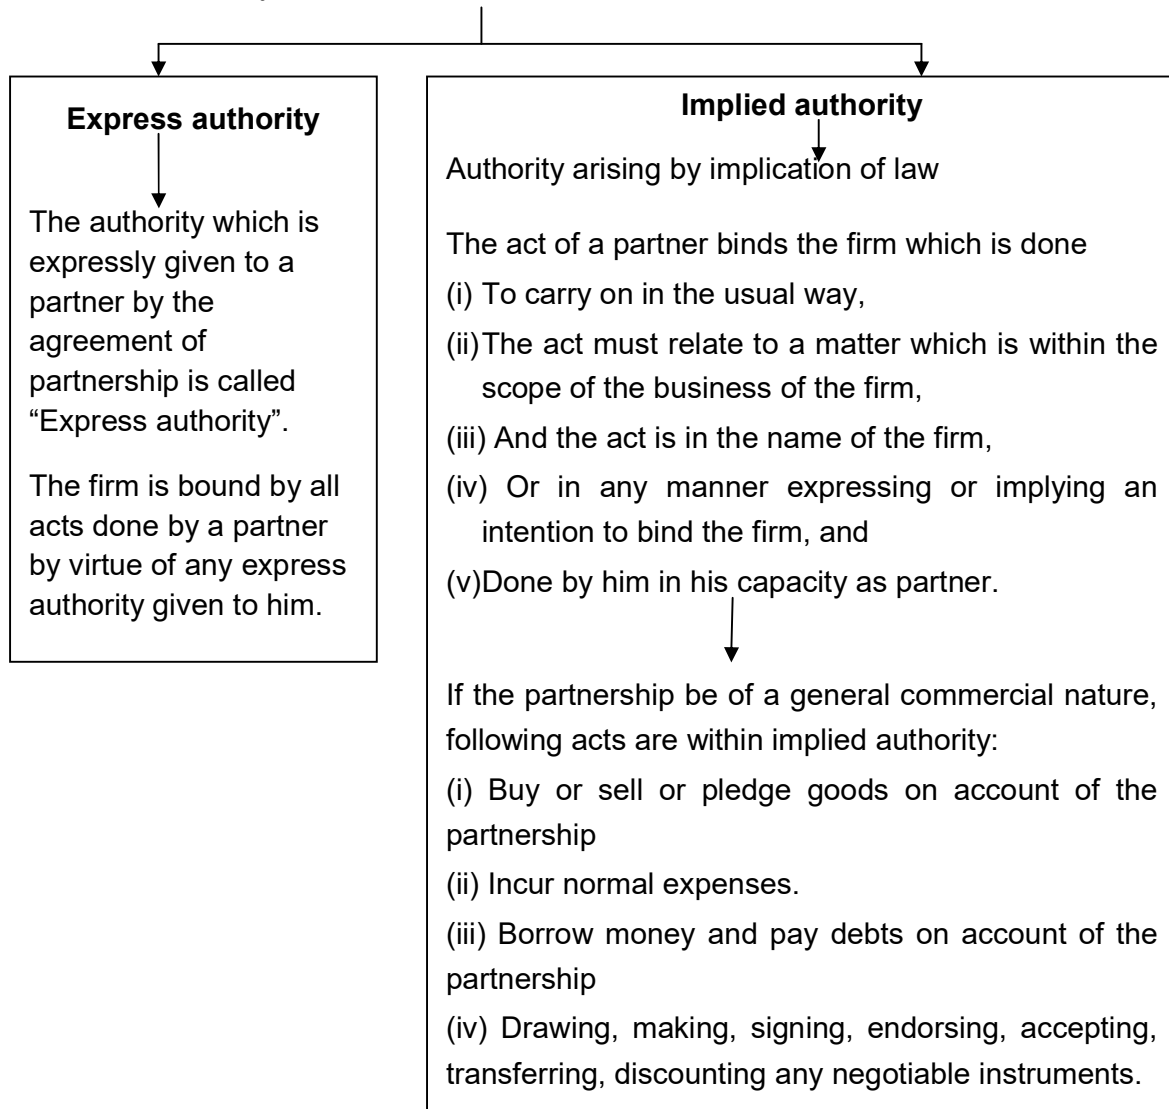 Express authority
The authority which is
expressly given to a
partner by the
agreement of
partnership is called
“Express authority”.
The firm is bound by all
acts done by a partner
by virtue of any express
authority given to him.
Implied authority
Authority arising by implication of law
The act of a partner binds the firm which is done
(i) To carry on in the usual way,
(ii)The act must relate to a matter which is within the
scope of the business of the firm,
(iii) And the act is in the name of the firm,
(iv) Or in any manner expressing or implying an
intention to bind the firm, and
(v)Done by him in his capacity as partner.
If the partnership be of a general commercial nature,
following acts are within implied authority:
(i) Buy or sell or pledge goods on account of the
partnership
(ii) Incur normal expenses.
(iii) Borrow money and pay debts on account of the
partnership
(iv) Drawing, making, signing, endorsing, accepting,
transferring, discounting any negotiable instruments.